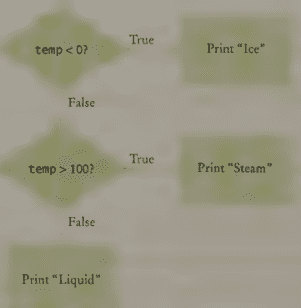 temp < 0?
True
Print "Ice"
False
temp > 100?
True
Print "Steam"
False
Print "Liquid"